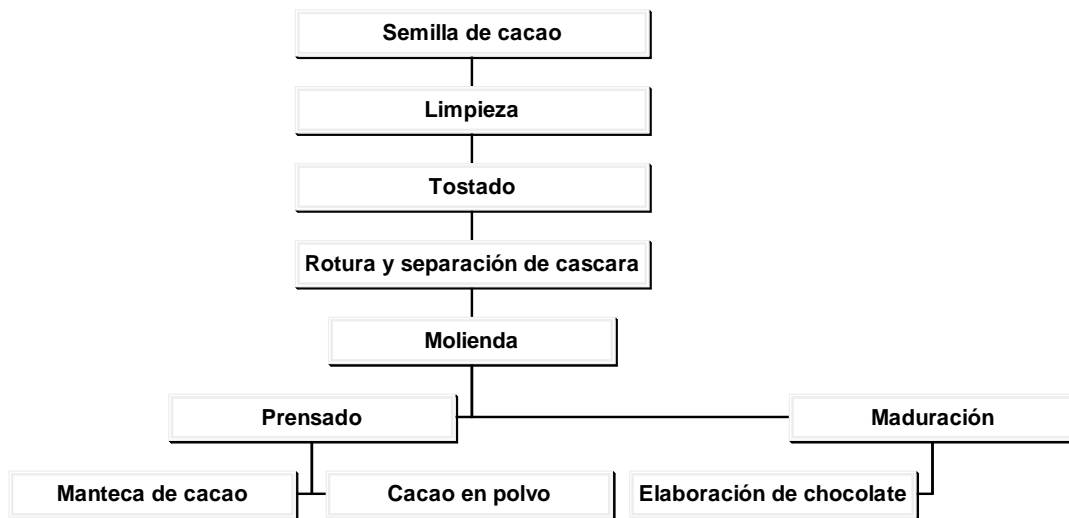 Semilla de cacao
Limpieza
Tostado
Rotura y separación de cascara
Molienda
Prensado
Maduración
Manteca de cacao
Cacao en polvo
Elaboración de chocolate